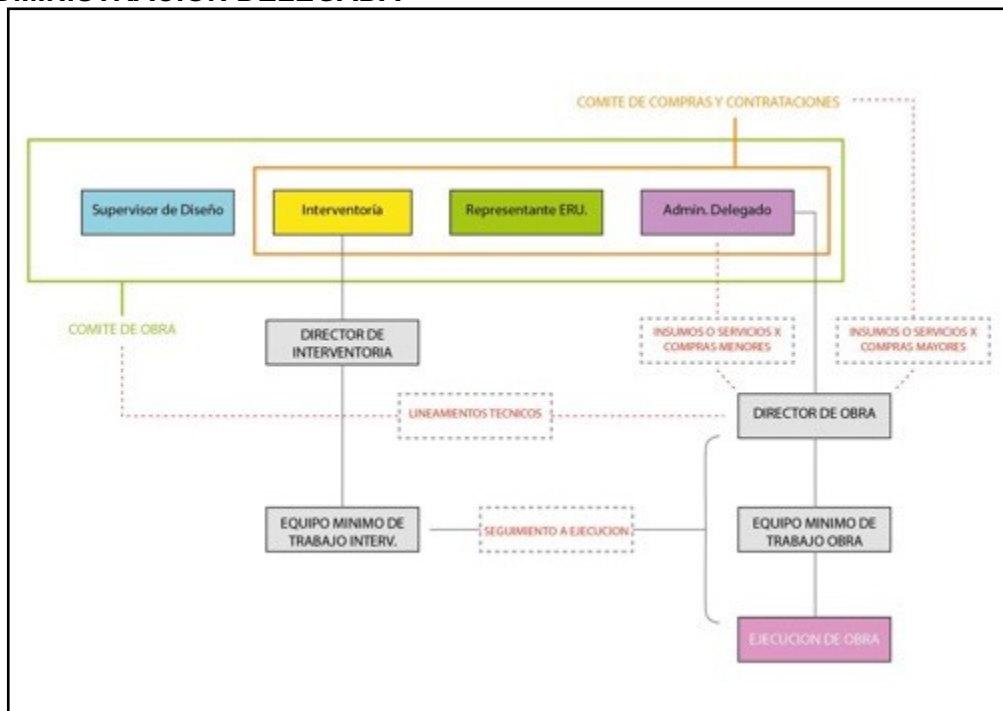 COMITE DE COMPRAS Y CONTRATACIONES
Supervisor de Diseño
Interventoría
Representante ERU.
Admin. Delegado
COMITE DE OBRA
DIRECTOR DE
INTERVENTORIA
INSUMOS O SERVICIOS X
COMPRAS MENORES
INSUMOS O SERVICIOS X
COMPRAS MAYORES
LINEAMIENTOS TECNICOS
DIRECTOR DE OBRA
EQUIPO MINIMO DE
TRABAJO INTERV.
SEGUIMIENTO A EJECUCION
EQUIPO MINIMO DE
TRABAJO OBRA
EJECUCION DE OBRA